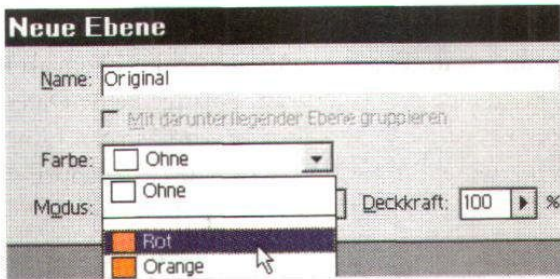 Neue Ebene
Name: Original
Mit darunterliegender Ebene gruppieren
Farbe: Ohne
Ohne
Modus: Deckkraft: 100 %
Rot
Orange